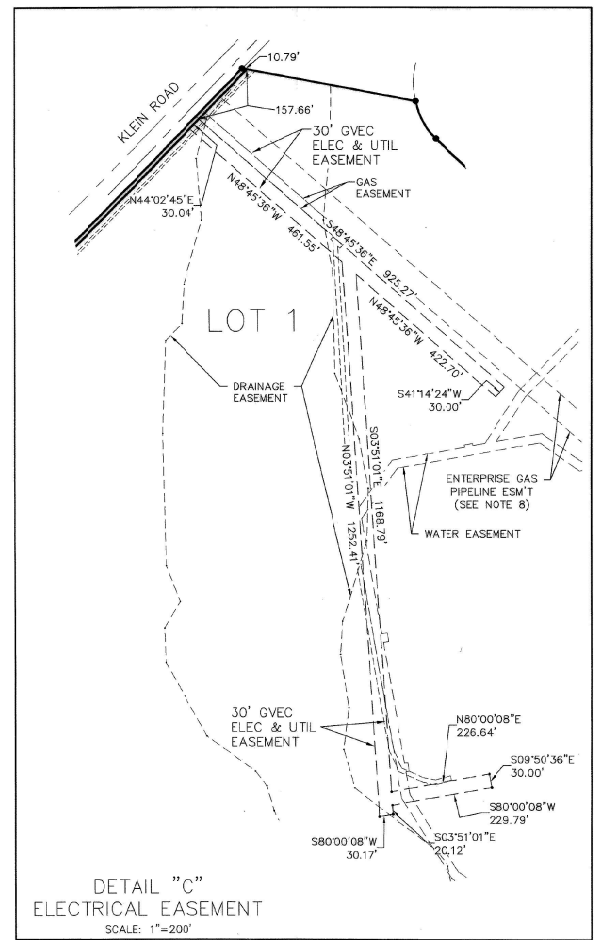 10.79'
KLEIN ROAD
157.66'
30' GVEC
ELEC & UTIL
EASEMENT
GAS
EASEMENT
N44°02'45"E
30.04'
N48°45'36"W 461.55'
S48°45'36"E 925.27'
LOT 1
N48°45'36"W 422.70'
DRAINAGE
EASEMENT
S41°14'24"W
30.00'
N03°51'01"W 1252.41'
S03°51'01"E 1168.79'
ENTERPRISE GAS
PIPELINE ESM'T
(SEE NOTE 8)
WATER EASEMENT
30' GVEC
ELEC & UTIL
EASEMENT
N80°00'08"E
226.64'
S09°50'36"E
30.00'
S80°00'08"W
229.79'
S80°00'08"W
30.17'
S03°51'01"E
20.12'
DETAIL "C"
ELECTRICAL EASEMENT
SCALE: 1"=200'